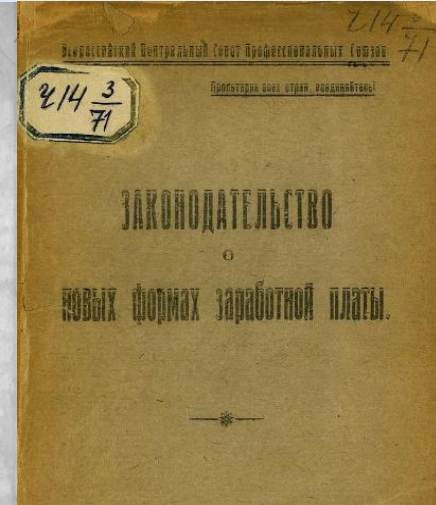 Ч14 3/71
Всероссийский Центральный Совет Профессиональных Союзов
Пролетарии всех стран, соединяйтесь!
Ч14 3/71
ЗАКОНОДАТЕЛЬСТВО
О
НОВЫХ формах заработной платы.